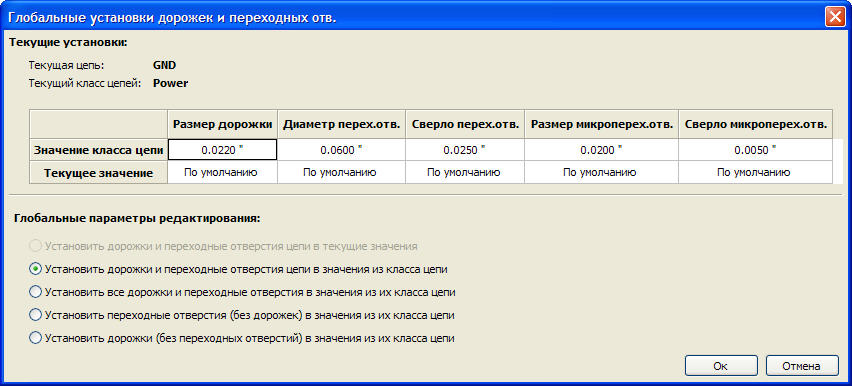 Глобальные установки дорожек и переходных отв.
Текущие установки:
Текущая цепь: GND
Текущий класс цепей: Power
Размер дорожки Диаметр перех.отв. Сверло перех.отв. Размер микроперех.отв. Сверло микроперех.отв.
Значение класса цепи 0.0220 " 0.0600 " 0.0250 " 0.0200 " 0.0050 "
Текущее значение По умолчанию По умолчанию По умолчанию По умолчанию По умолчанию
Глобальные параметры редактирования:
Установить дорожки и переходные отверстия цепи в текущие значения
Установить дорожки и переходные отверстия цепи в значения из класса цепи
Установить все дорожки и переходные отверстия в значения из их класса цепи
Установить переходные отверстия (без дорожек) в значения из их класса цепи
Установить дорожки (без переходных отверстий) в значения из их класса цепи
Ок Отмена